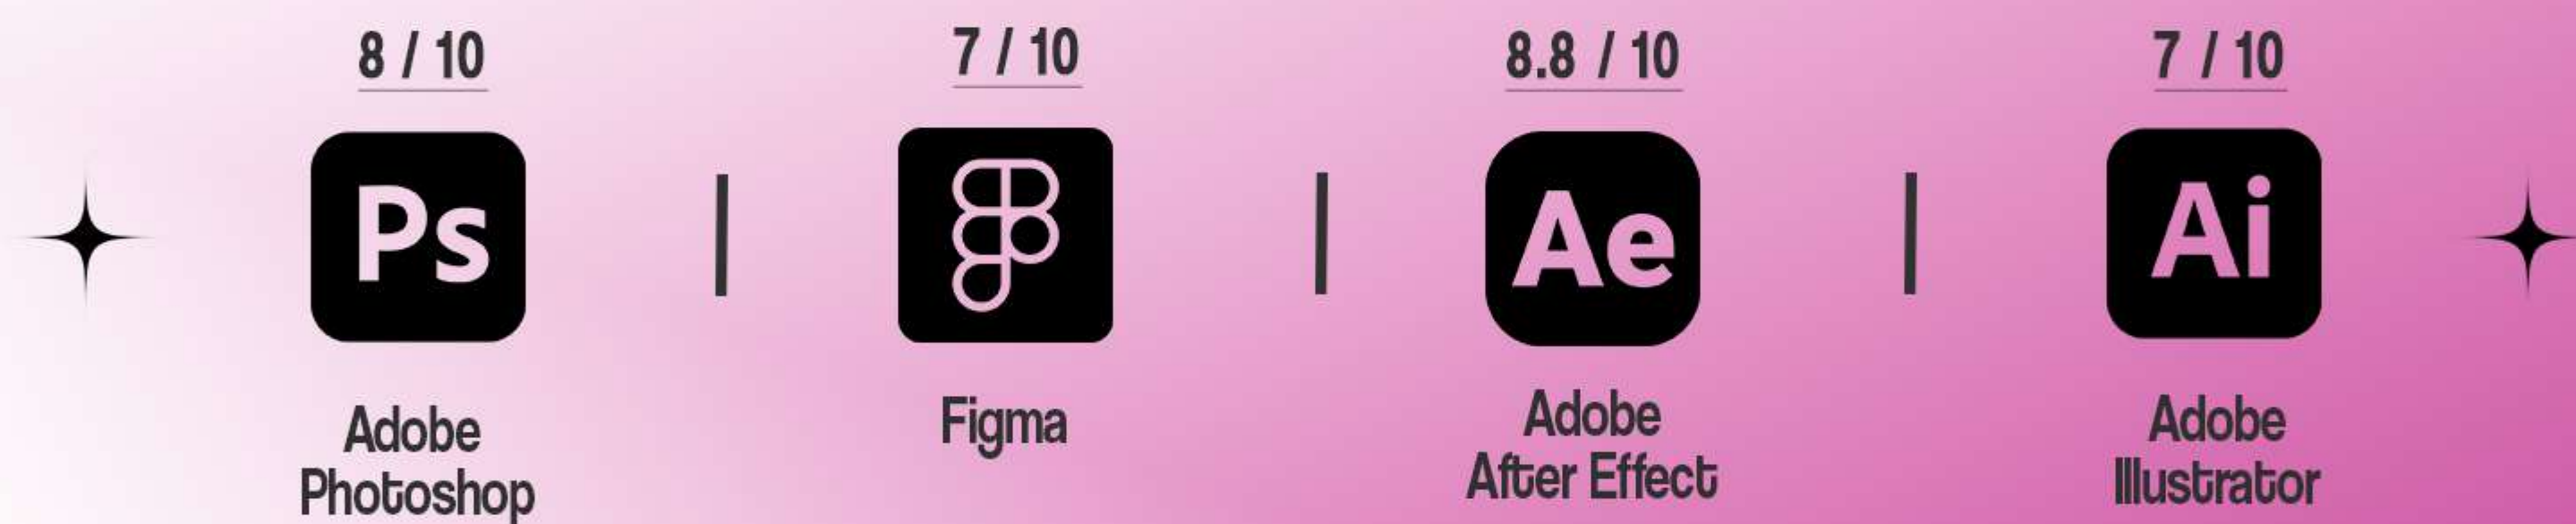 8 / 10
7 / 10
8.8 / 10
7 / 10
Ps
Ae
Ai
Adobe
Photoshop
Figma
Adobe
After Effect
Adobe
Illustrator